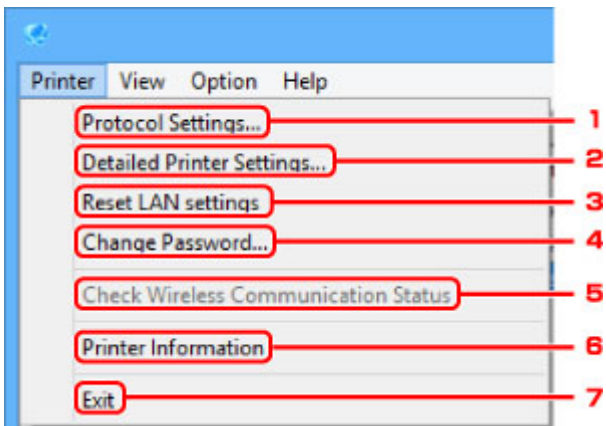 Printer View Option Help
Protocol Settings... 1
Detailed Printer Settings... 2
Reset LAN settings 3
Change Password... 4
Check Wireless Communication Status 5
Printer Information 6
Exit 7